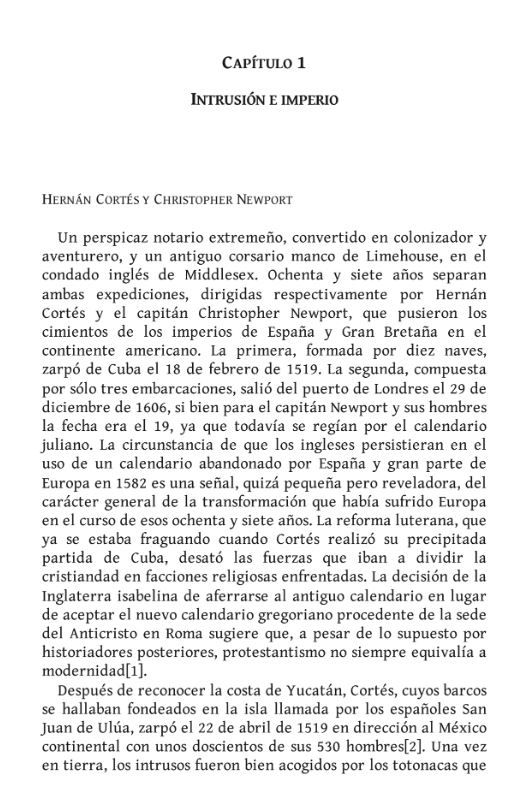 CAPÍTULO 1
INTRUSIÓN E IMPERIO
HERNÁN CORTÉS Y CHRISTOPHER NEWPORT
Un perspicaz notario extremeño, convertido en colonizador y
aventurero, y un antiguo corsario manco de Limehouse, en el
condado inglés de Middlesex. Ochenta y siete años separan
ambas expediciones, dirigidas respectivamente por Hernán
Cortés y el capitán Christopher Newport, que pusieron los
cimientos de los imperios de España y Gran Bretaña en el
continente americano. La primera, formada por diez naves,
zarpó de Cuba el 18 de febrero de 1519. La segunda, compuesta
por sólo tres embarcaciones, salió del puerto de Londres el 29 de
diciembre de 1606, si bien para el capitán Newport y sus hombres
la fecha era el 19, ya que todavía se regían por el calendario
juliano. La circunstancia de que los ingleses persistieran en el
uso de un calendario abandonado por España y gran parte de
Europa en 1582 es una señal, quizá pequeña pero reveladora, del
carácter general de la transformación que había sufrido Europa
en el curso de esos ochenta y siete años. La reforma luterana, que
ya se estaba fraguando cuando Cortés realizó su precipitada
partida de Cuba, desató las fuerzas que iban a dividir la
cristiandad en facciones religiosas enfrentadas. La decisión de la
Inglaterra isabelina de aferrarse al antiguo calendario en lugar
de aceptar el nuevo calendario gregoriano procedente de la sede
del Anticristo en Roma sugiere que, a pesar de lo supuesto por
historiadores posteriores, protestantismo no siempre equivalía a
modernidad[1].
Después de reconocer la costa de Yucatán, Cortés, cuyos barcos
se hallaban fondeados en la isla llamada por los españoles San
Juan de Ulúa, zarpó el 22 de abril de 1519 en dirección al México
continental con unos doscientos de sus 530 hombres[2]. Una vez
en tierra, los intrusos fueron bien acogidos por los totonacas que